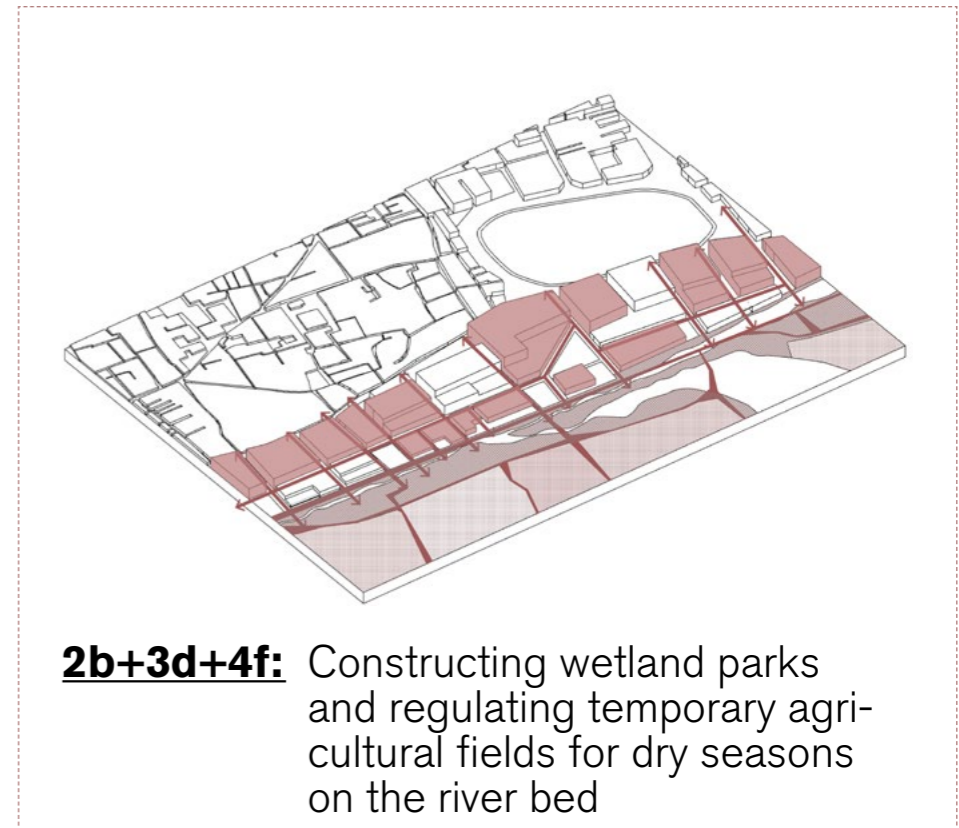 2b+3d+4f: Constructing wetland parks
and regulating temporary agri-
cultural fields for dry seasons
on the river bed